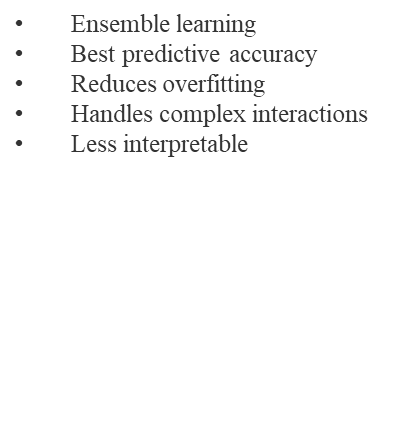 • Ensemble learning
• Best predictive accuracy
• Reduces overfitting
• Handles complex interactions
• Less interpretable